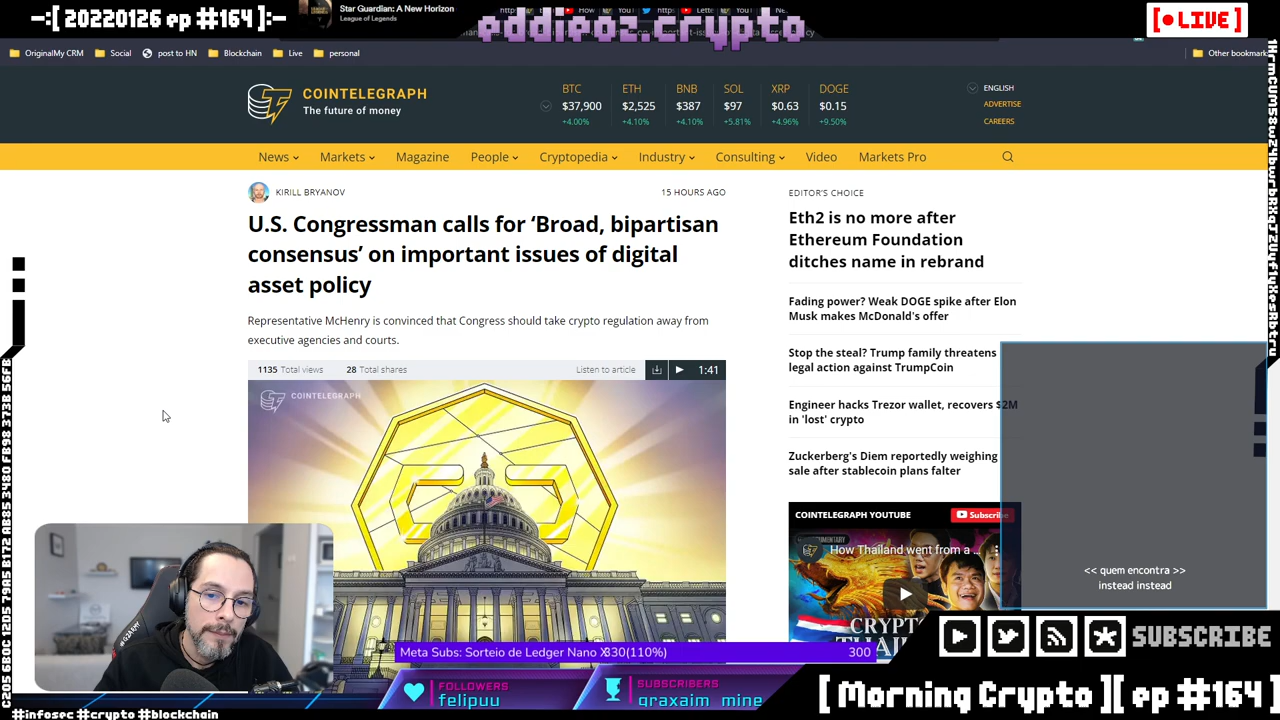 -:[ 20220126 ep #164 ]:-
Star Guardian: A New Horizon
League of Legends
eddieoz.crypto
[ ● LIVE ]
OriginalMy CRM
Social
post to HN
Blockchain
Live
personal
Other bookmark
COINTELEGRAPH
The future of money
BTC
$37,900
+4.00%
ETH
$2,525
+4.10%
BNB
$387
+4.10%
SOL
$97
+5.81%
XRP
$0.63
+4.96%
DOGE
$0.15
+9.50%
ENGLISH
ADVERTISE
CAREERS
News
Markets
Magazine
People
Cryptopedia
Industry
Consulting
Video
Markets Pro
KIRILL BRYANOV
15 HOURS AGO
U.S. Congressman calls for ‘Broad, bipartisan
consensus’ on important issues of digital
asset policy
Representative McHenry is convinced that Congress should take crypto regulation away from
executive agencies and courts.
1135 Total views
28 Total shares
Listen to article
1:41
COINTELEGRAPH
EDITOR'S CHOICE
Eth2 is no more after
Ethereum Foundation
ditches name in rebrand
Fading power? Weak DOGE spike after Elon
Musk makes McDonald's offer
Stop the steal? Trump family threatens
legal action against TrumpCoin
Engineer hacks Trezor wallet, recovers $2M
in 'lost' crypto
Zuckerberg's Diem reportedly weighing
sale after stablecoin plans falter
COINTELEGRAPH YOUTUBE
Subscribe
How Thailand went from a ...
CRYPTO
<< quem encontra >>
instead instead
Meta Subs: Sorteio de Ledger Nano X
330(110%)
300
FOLLOWERS
felipuu
SUBSCRIBERS
graxaim_mine
SUBSCRIBE
[ Morning Crypto ][ ep #164 ]
#infosec #crypto #blockchain